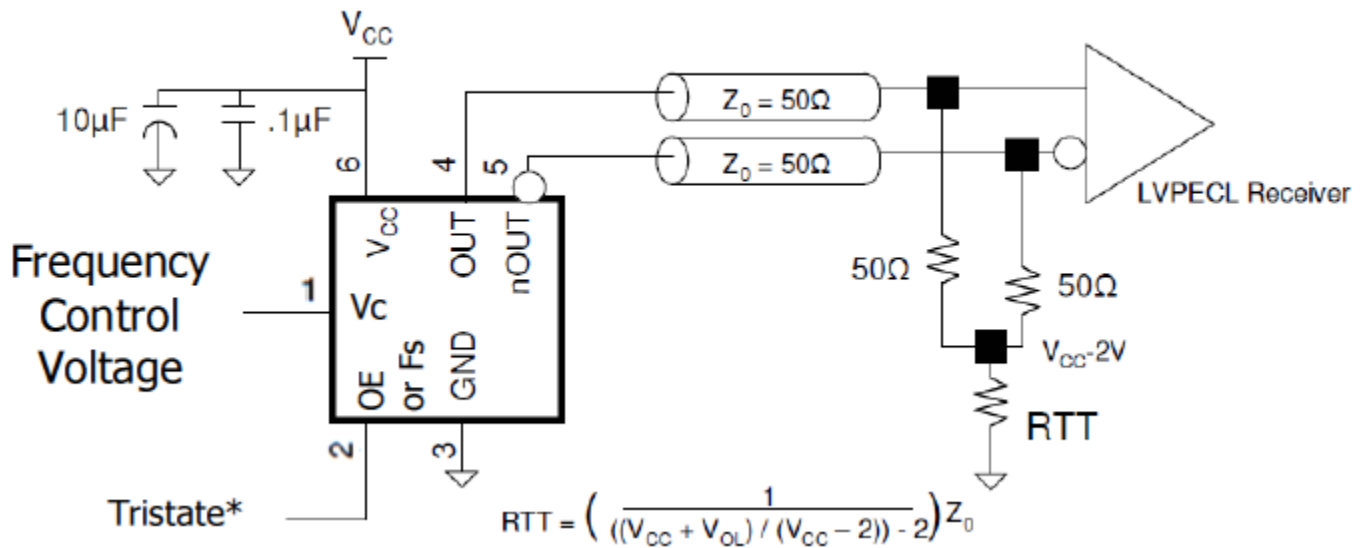 VCC
10µF
.1µF
6
4
5
Z0 = 50Ω
Z0 = 50Ω
LVPECL Receiver
VCC
OUT
nOUT
Frequency
Control
Voltage
1
Vc
50Ω
50Ω
VCC-2V
OE
or Fs
GND
RTT
2
3
Tristate*
RTT = ( 1 / ((VCC + VOL) / (VCC – 2)) - 2 ) Z0